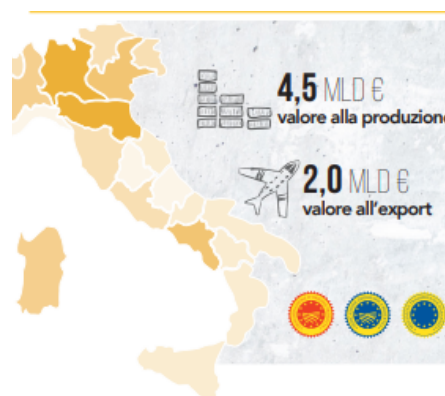 4,5 MLD €
valore alla produzione
2,0 MLD €
valore all'export